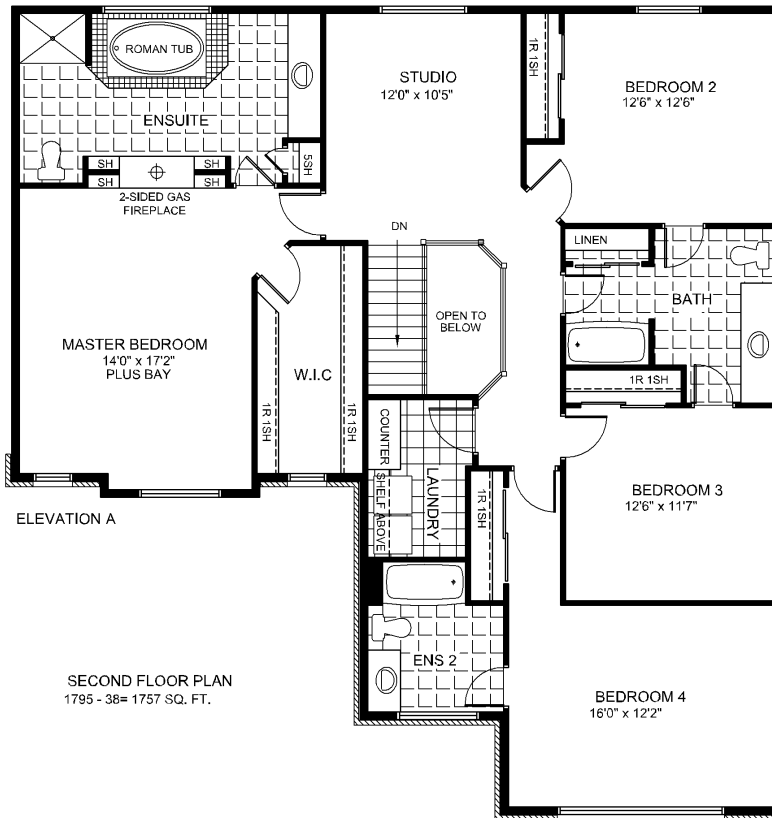 ROMAN TUB
ENSUITE
STUDIO
12'0" x 10'5"
1R 1SH
BEDROOM 2
12'6" x 12'6"
SH
SH
SH
SH
5SH
2-SIDED GAS
FIREPLACE
DN
LINEN
BATH
OPEN TO
BELOW
MASTER BEDROOM
14'0" x 17'2"
PLUS BAY
W.I.C
1R 1SH
1R 1SH
1R 1SH
COUNTER
SHELF ABOVE
LAUNDRY
1R 1SH
BEDROOM 3
12'6" x 11'7"
ELEVATION A
ENS 2
SECOND FLOOR PLAN
1795 - 38= 1757 SQ. FT.
BEDROOM 4
16'0" x 12'2"